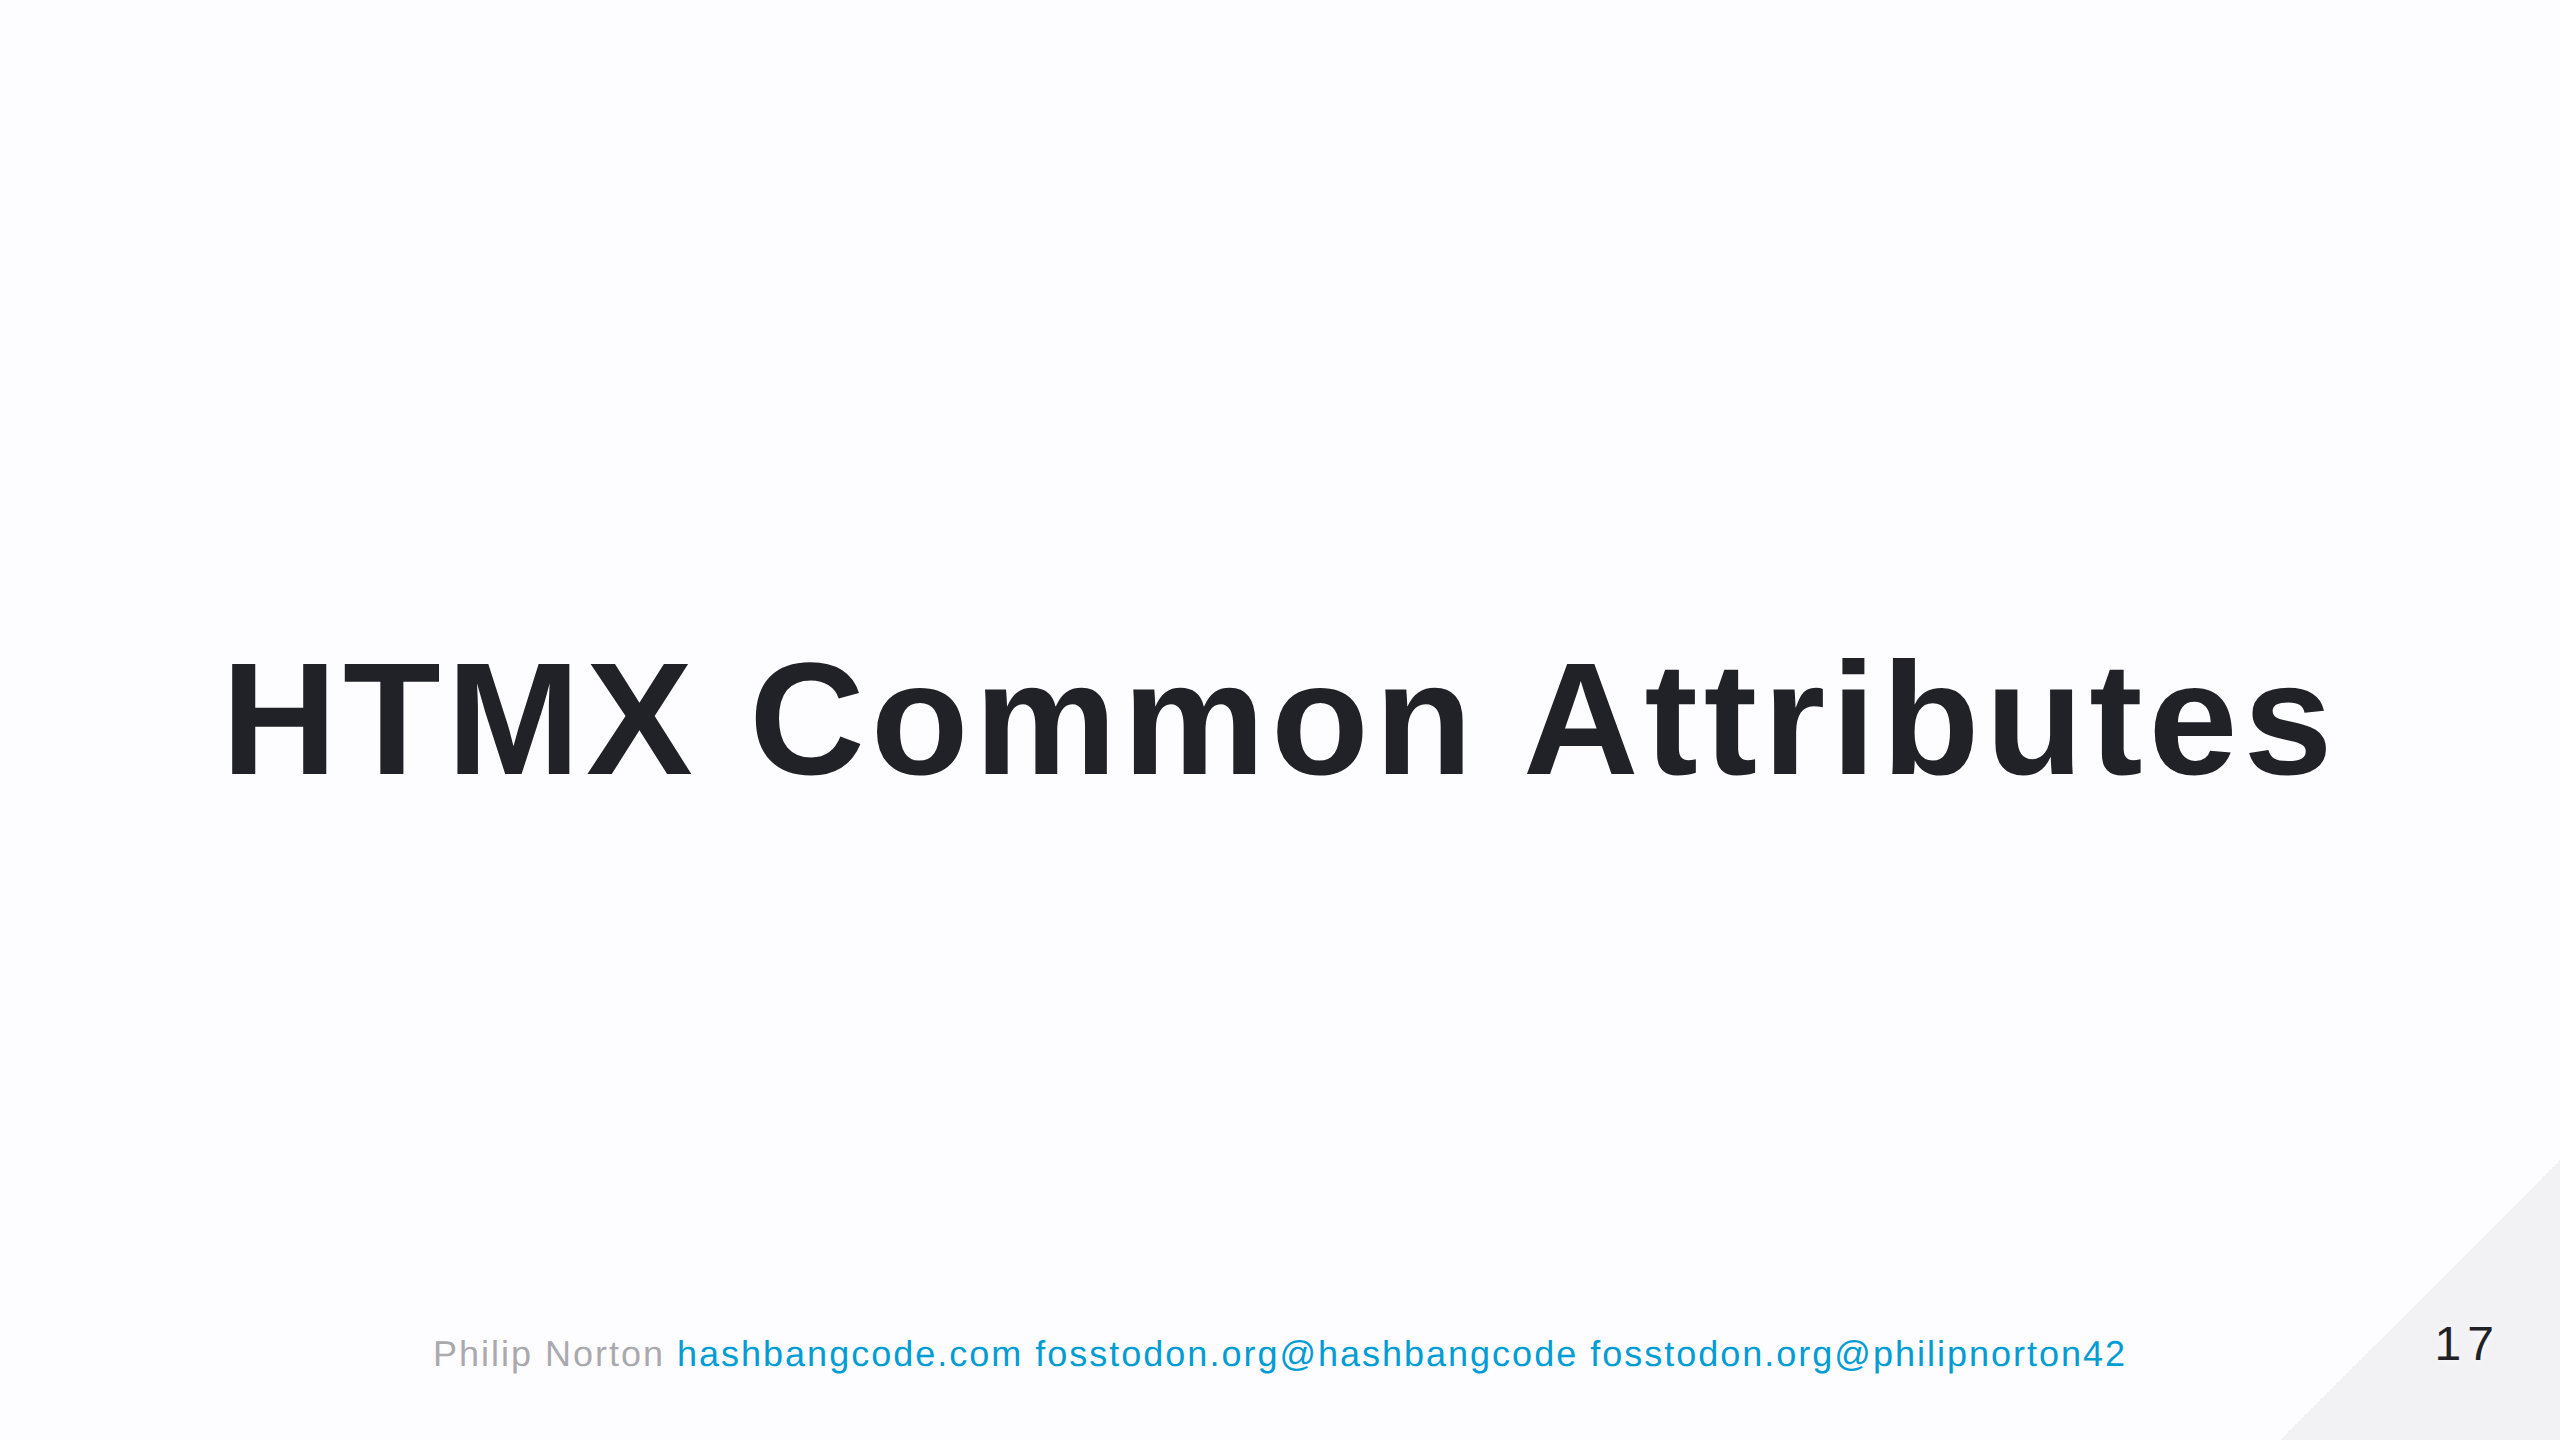 HTMX Common Attributes
Philip Norton hashbangcode.com fosstodon.org@hashbangcode fosstodon.org@philipnorton42
17